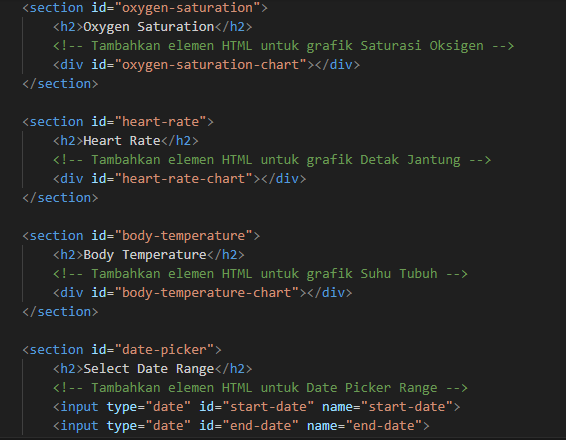 <section id="oxygen-saturation">
<h2>Oxygen Saturation</h2>
<!-- Tambahkan elemen HTML untuk grafik Saturasi Oksigen -->
<div id="oxygen-saturation-chart"></div>
</section>
<section id="heart-rate">
<h2>Heart Rate</h2>
<!-- Tambahkan elemen HTML untuk grafik Detak Jantung -->
<div id="heart-rate-chart"></div>
</section>
<section id="body-temperature">
<h2>Body Temperature</h2>
<!-- Tambahkan elemen HTML untuk grafik Suhu Tubuh -->
<div id="body-temperature-chart"></div>
</section>
<section id="date-picker">
<h2>Select Date Range</h2>
<!-- Tambahkan elemen HTML untuk Date Picker Range -->
<input type="date" id="start-date" name="start-date">
<input type="date" id="end-date" name="end-date">